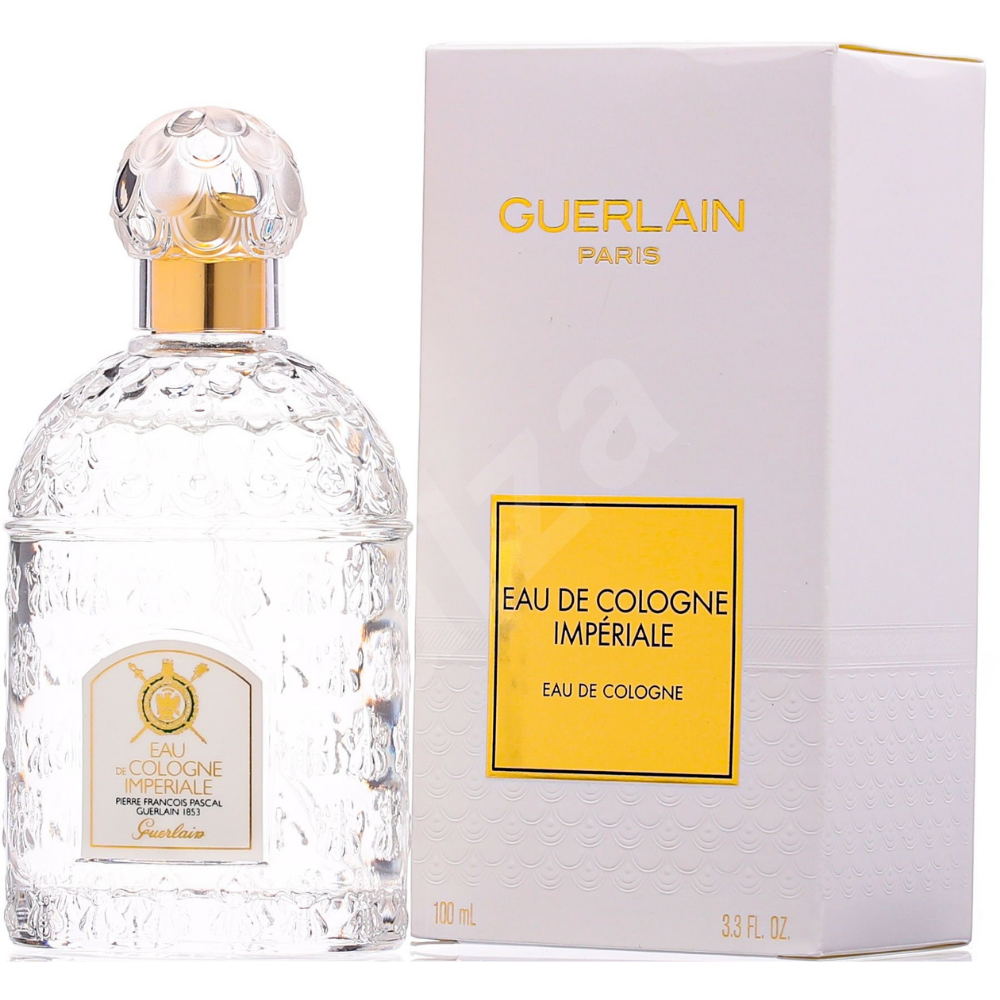 GUERLAIN
PARIS
EAU DE COLOGNE
IMPÉRIALE
EAU DE COLOGNE
100 mL
3.3 FL. OZ.
EAU
DE COLOGNE
IMPERIALE
PIERRE FRANCOIS PASCAL
GUERLAIN 1853
Guerlain
lza